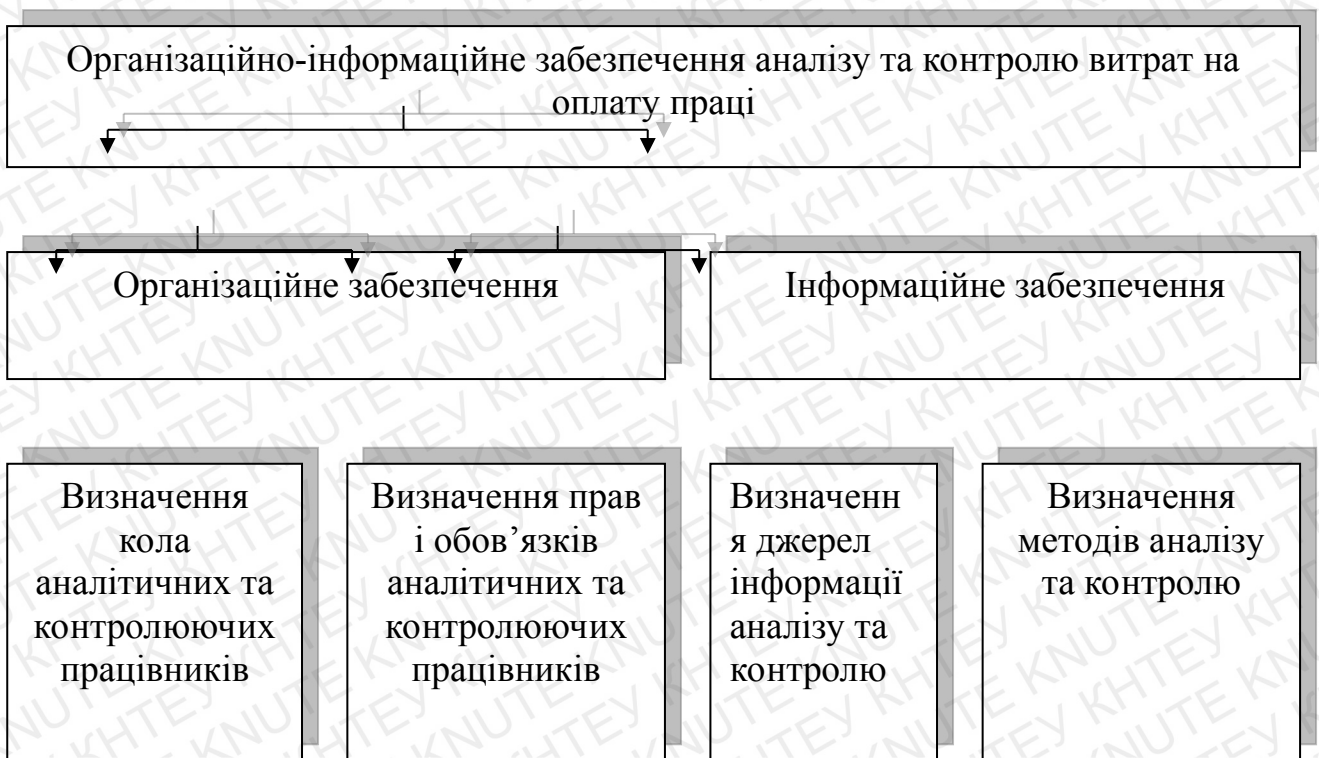 Організаційно-інформаційне забезпечення аналізу та контролю витрат на
оплату праці
Організаційне забезпечення
Інформаційне забезпечення
Визначення
кола
аналітичних та
контролюючих
працівників
Визначення прав
і обов’язків
аналітичних та
контролюючих
працівників
Визначенн
я джерел
інформації
аналізу та
контролю
Визначення
методів аналізу
та контролю